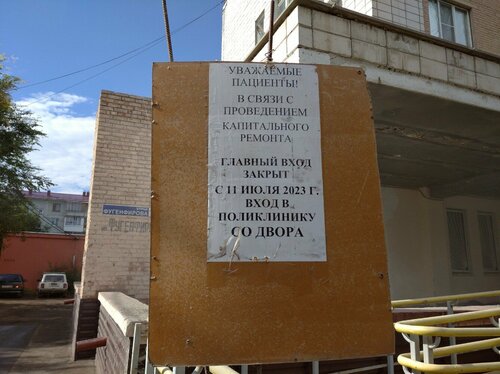 УВАЖАЕМЫЕ
ПАЦИЕНТЫ!
В СВЯЗИ С
ПРОВЕДЕНИЕМ
КАПИТАЛЬНОГО
РЕМОНТА
ГЛАВНЫЙ ВХОД
ЗАКРЫТ
С 11 ИЮЛЯ 2023 Г.
ВХОД В
ПОЛИКЛИНИКУ
СО ДВОРА
ФУГЕНФИРОВА